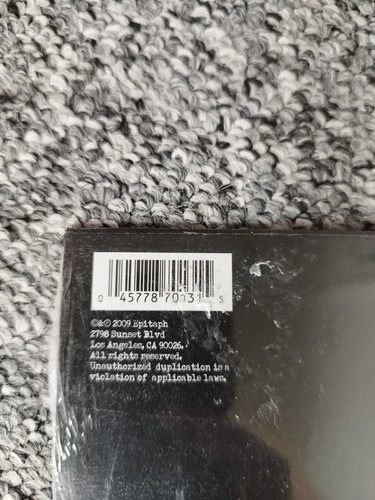 0 45778 70131 5
©&℗ 2009 Epitaph
2798 Sunset Blvd
Los Angeles, CA 90026.
All rights reserved.
Unauthorized duplication is a
violation of applicable laws.